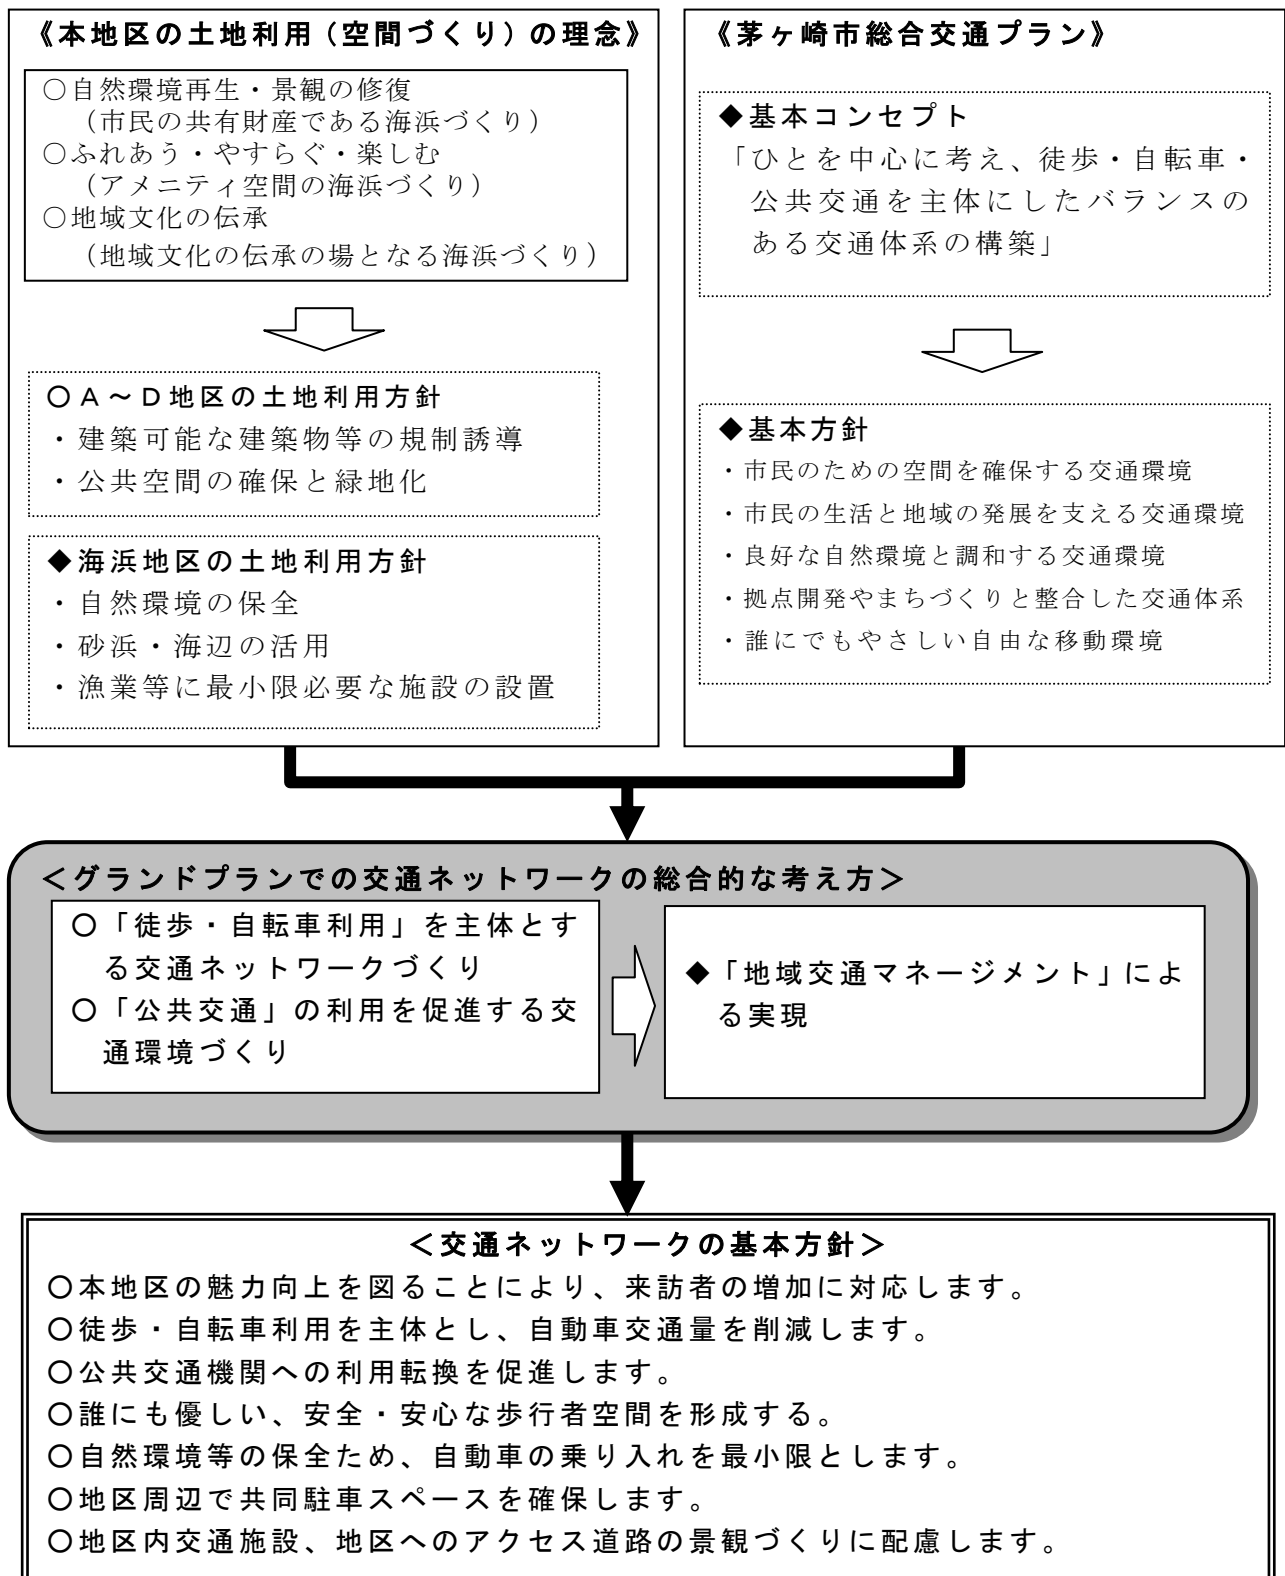 《本地区の土地利用（空間づくり）の理念》
○自然環境再生・景観の修復
（市民の共有財産である海浜づくり）
○ふれあう・やすらぐ・楽しむ
（アメニティ空間の海浜づくり）
○地域文化の伝承
（地域文化の伝承の場となる海浜づくり）
○Ａ～Ｄ地区の土地利用方針
・建築可能な建築物等の規制誘導
・公共空間の確保と緑地化
◆海浜地区の土地利用方針
・自然環境の保全
・砂浜・海辺の活用
・漁業等に最小限必要な施設の設置
《茅ヶ崎市総合交通プラン》
◆基本コンセプト
「ひとを中心に考え、徒歩・自転車・
公共交通を主体にしたバランスの
ある交通体系の構築」
◆基本方針
・市民のための空間を確保する交通環境
・市民の生活と地域の発展を支える交通環境
・良好な自然環境と調和する交通環境
・拠点開発やまちづくりと整合した交通体系
・誰にでもやさしい自由な移動環境
＜グランドプランでの交通ネットワークの総合的な考え方＞
○「徒歩・自転車利用」を主体とす
る交通ネットワークづくり
○「公共交通」の利用を促進する交
通環境づくり
◆「地域交通マネージメント」によ
る実現
＜交通ネットワークの基本方針＞
○本地区の魅力向上を図ることにより、来訪者の増加に対応します。
○徒歩・自転車利用を主体とし、自動車交通量を削減します。
○公共交通機関への利用転換を促進します。
○誰にも優しい、安全・安心な歩行者空間を形成する。
○自然環境等の保全ため、自動車の乗り入れを最小限とします。
○地区周辺で共同駐車スペースを確保します。
○地区内交通施設、地区へのアクセス道路の景観づくりに配慮します。